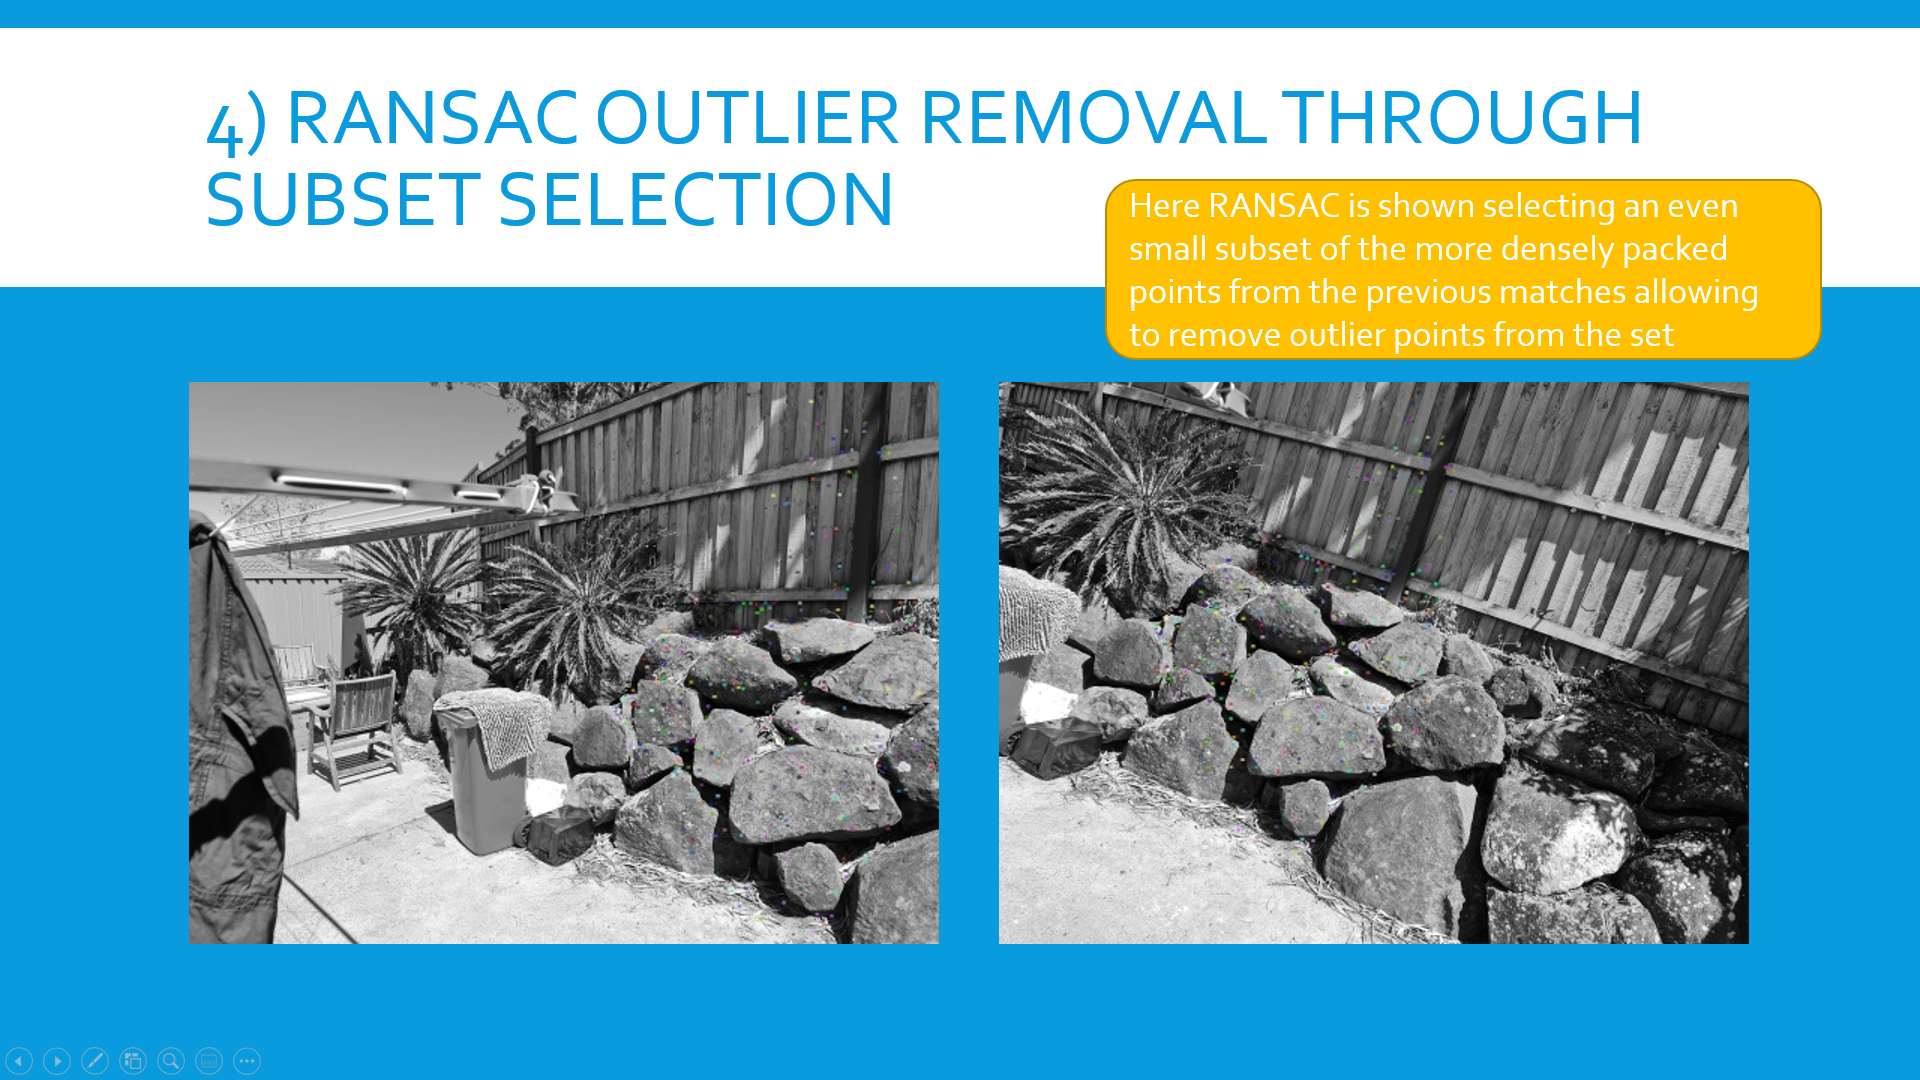 4) RANSAC OUTLIER REMOVAL THROUGH
SUBSET SELECTION
Here RANSAC is shown selecting an even
small subset of the more densely packed
points from the previous matches allowing
to remove outlier points from the set